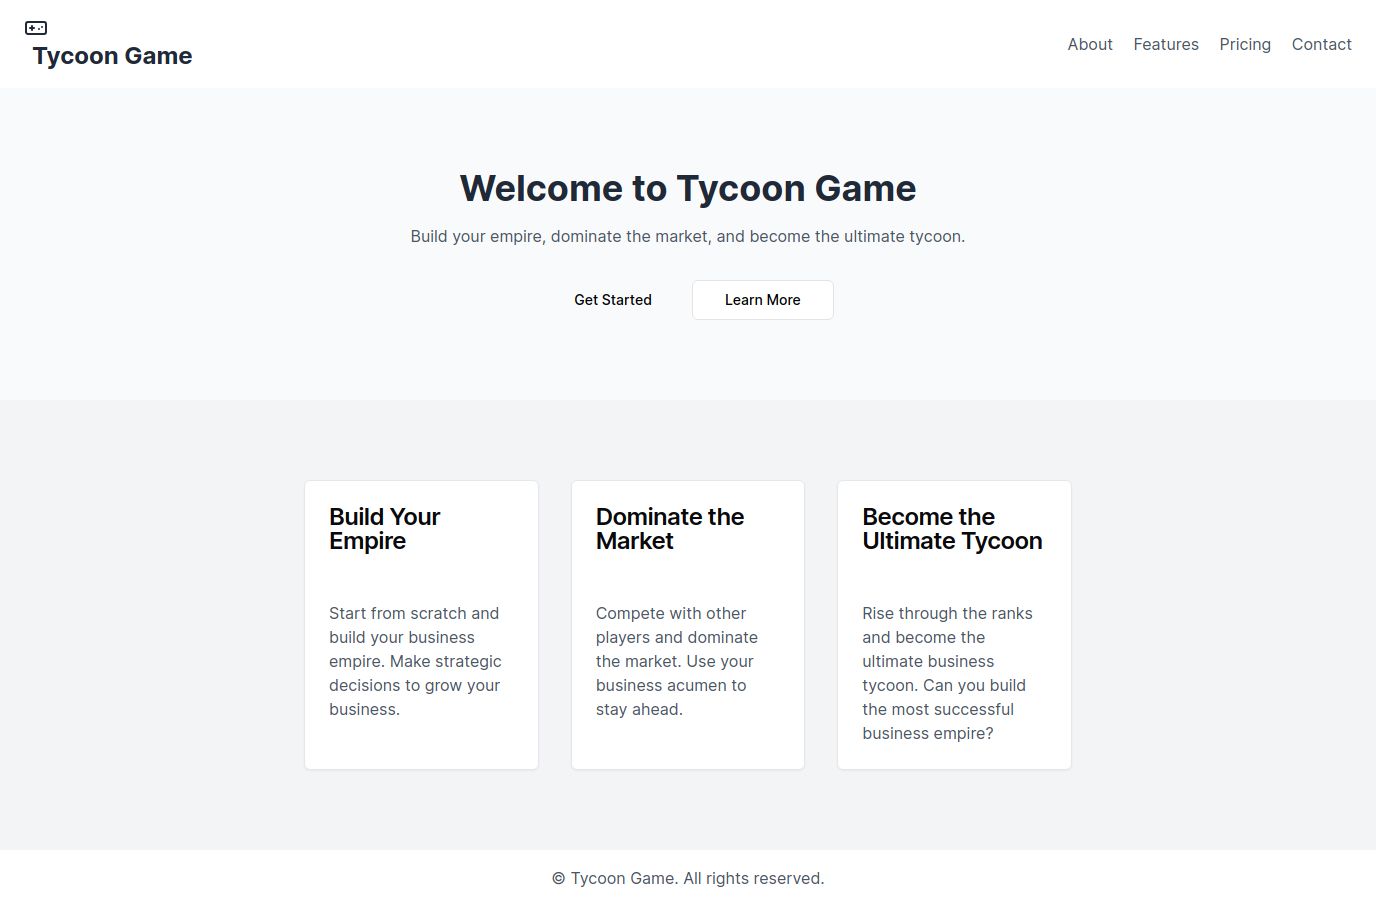 Tycoon Game
About Features Pricing Contact
Welcome to Tycoon Game
Build your empire, dominate the market, and become the ultimate tycoon.
Get Started
Learn More
Build Your
Empire
Start from scratch and
build your business
empire. Make strategic
decisions to grow your
business.
Dominate the
Market
Compete with other
players and dominate
the market. Use your
business acumen to
stay ahead.
Become the
Ultimate Tycoon
Rise through the ranks
and become the
ultimate business
tycoon. Can you build
the most successful
business empire?
© Tycoon Game. All rights reserved.